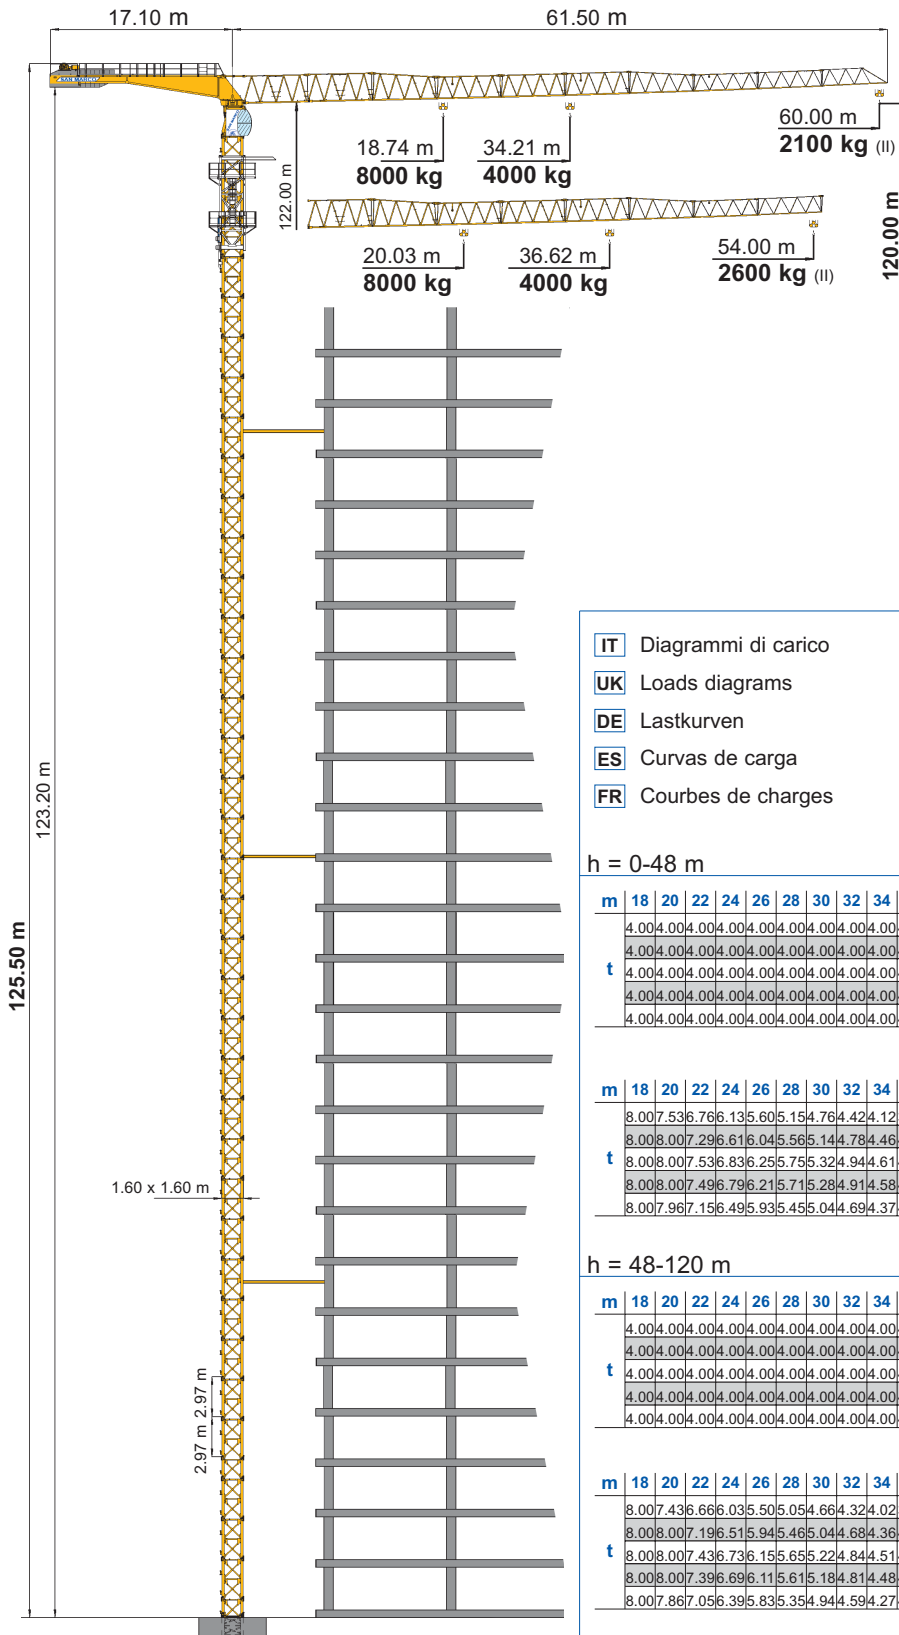 17.10 m
61.50 m
SAN MARCO
60.00 m
2100 kg (II)
18.74 m
8000 kg
34.21 m
4000 kg
122.00 m
120.00 m
20.03 m
8000 kg
36.62 m
4000 kg
54.00 m
2600 kg (II)
123.20 m
125.50 m
1.60 x 1.60 m
2.97 m
2.97 m
IT Diagrammi di carico
UK Loads diagrams
DE Lastkurven
ES Curvas de carga
FR Courbes de charges
h = 0-48 m
m 18 20 22 24 26 28 30 32 34
4.00 4.00 4.00 4.00 4.00 4.00 4.00 4.00 4.00
4.00 4.00 4.00 4.00 4.00 4.00 4.00 4.00 4.00
t 4.00 4.00 4.00 4.00 4.00 4.00 4.00 4.00 4.00
4.00 4.00 4.00 4.00 4.00 4.00 4.00 4.00 4.00
4.00 4.00 4.00 4.00 4.00 4.00 4.00 4.00 4.00
m 18 20 22 24 26 28 30 32 34
8.00 7.53 6.76 6.13 5.60 5.15 4.76 4.42 4.12
8.00 8.00 7.29 6.61 6.04 5.56 5.14 4.78 4.46
t 8.00 8.00 7.53 6.83 6.25 5.75 5.32 4.94 4.61
8.00 8.00 7.49 6.79 6.21 5.71 5.28 4.91 4.58
8.00 7.96 7.15 6.49 5.93 5.45 5.04 4.69 4.37
h = 48-120 m
m 18 20 22 24 26 28 30 32 34
4.00 4.00 4.00 4.00 4.00 4.00 4.00 4.00 4.00
4.00 4.00 4.00 4.00 4.00 4.00 4.00 4.00 4.00
t 4.00 4.00 4.00 4.00 4.00 4.00 4.00 4.00 4.00
4.00 4.00 4.00 4.00 4.00 4.00 4.00 4.00 4.00
4.00 4.00 4.00 4.00 4.00 4.00 4.00 4.00 4.00
m 18 20 22 24 26 28 30 32 34
8.00 7.43 6.66 6.03 5.50 5.05 4.66 4.32 4.02
8.00 8.00 7.19 6.51 5.94 5.46 5.04 4.68 4.36
t 8.00 8.00 7.43 6.73 6.15 5.65 5.22 4.84 4.51
8.00 8.00 7.39 6.69 6.11 5.61 5.18 4.81 4.48
8.00 7.86 7.05 6.39 5.83 5.35 4.94 4.59 4.27